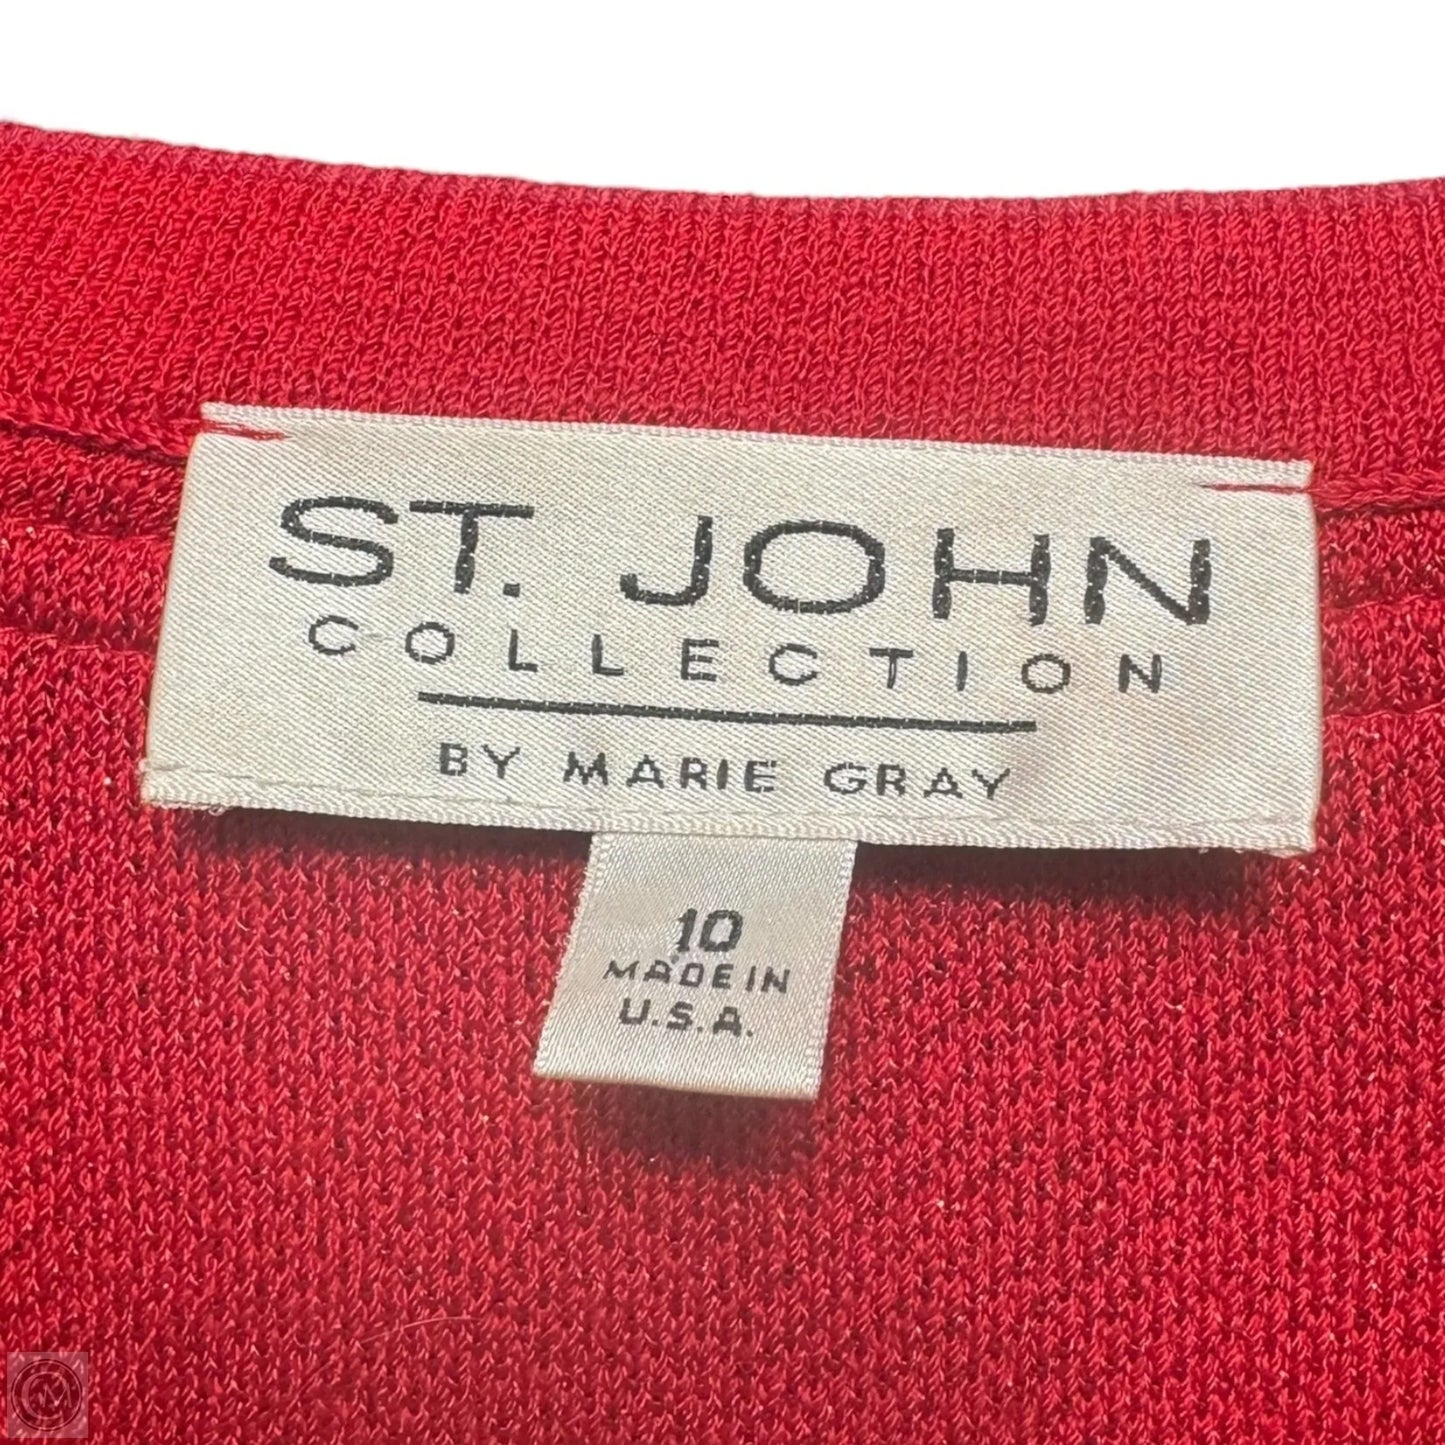 ST. JOHN
COLLECTION
BY MARIE GRAY
10
MADE IN
U.S.A.